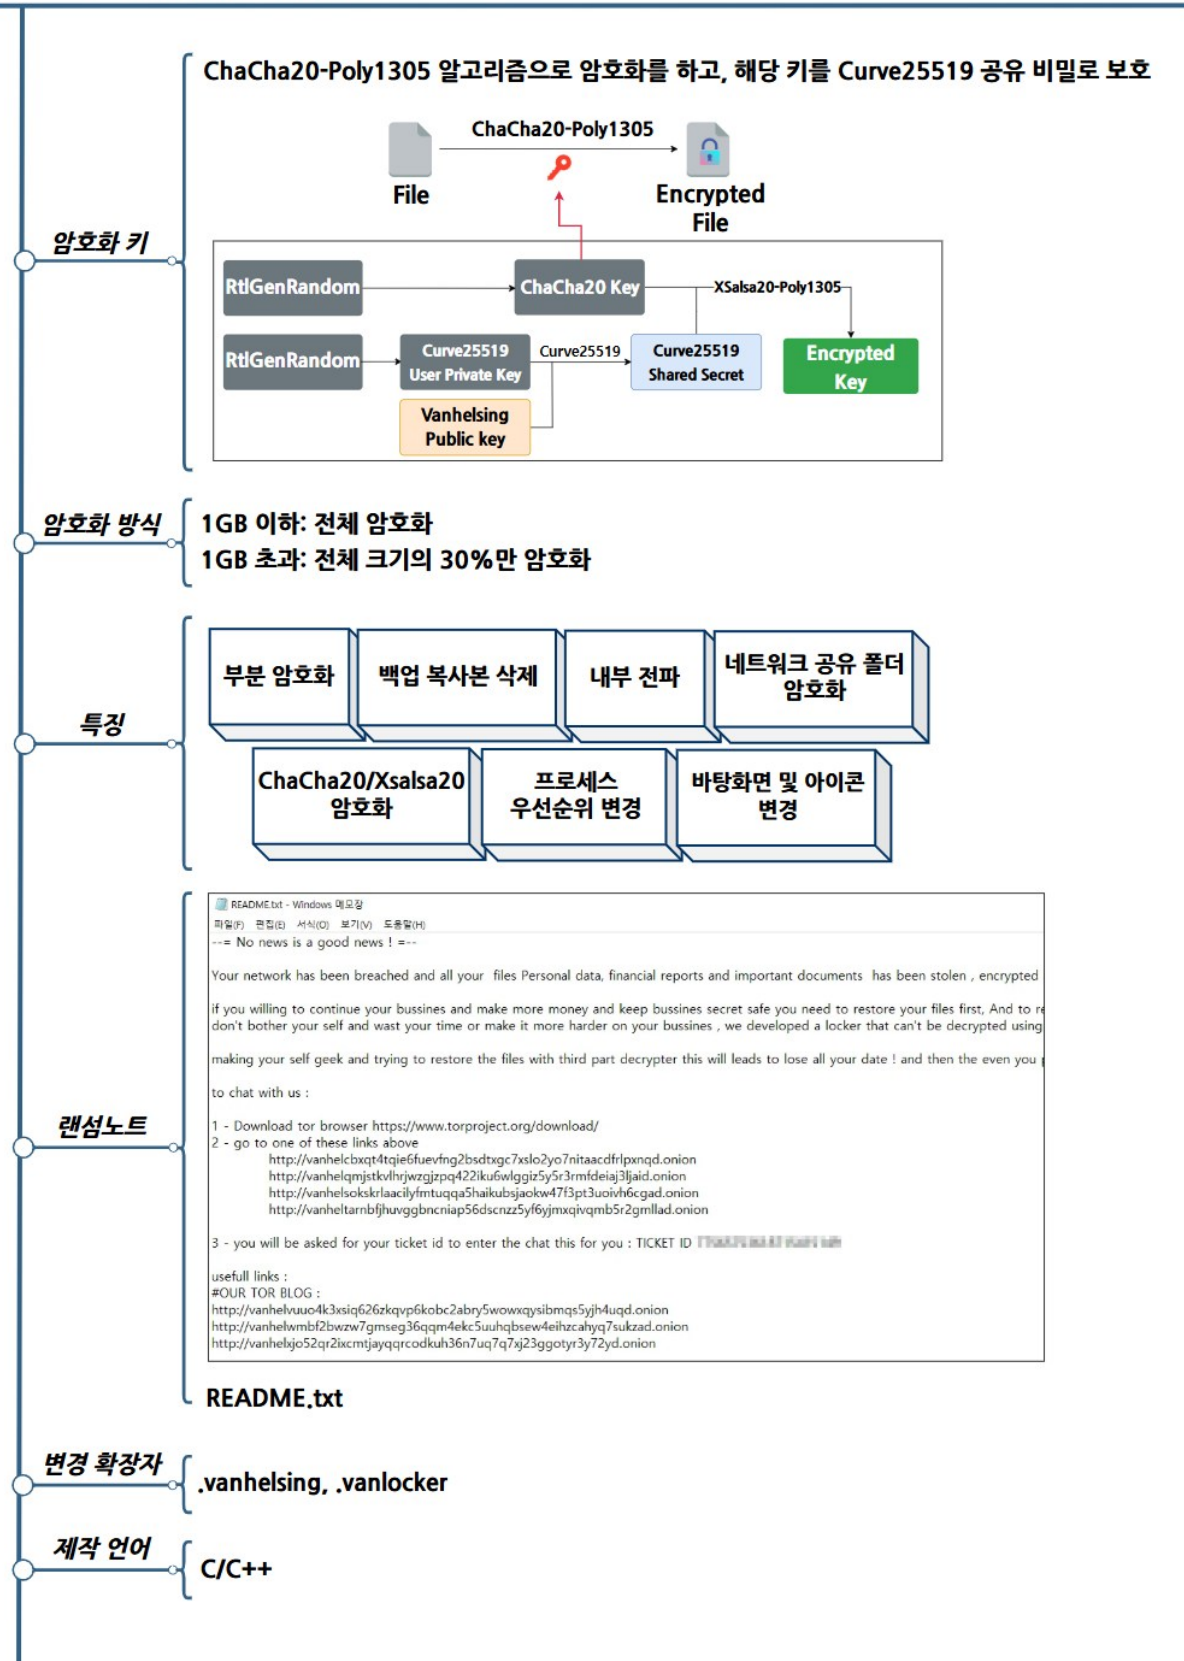 ChaCha20-Poly1305 알고리즘으로 암호화를 하고, 해당 키를 Curve25519 공유 비밀로 보호
ChaCha20-Poly1305
File
Encrypted
File
암호화 키
RtlGenRandom
ChaCha20 Key
XSalsa20-Poly1305
RtlGenRandom
Curve25519
User Private Key
Curve25519
Curve25519
Shared Secret
Encrypted
Key
Vanhelsing
Public key
암호화 방식
1GB 이하: 전체 암호화
1GB 초과: 전체 크기의 30%만 암호화
특징
부분 암호화
백업 복사본 삭제
내부 전파
네트워크 공유 폴더
암호화
ChaCha20/Xsalsa20
암호화
프로세스
우선순위 변경
바탕화면 및 아이콘
변경
랜섬노트
README.txt - Windows 메모장
파일(F) 편집(E) 서식(O) 보기(V) 도움말(H)
--= No news is a good news ! =--
Your network has been breached and all your files Personal data, financial reports and important documents has been stolen , encrypted
if you willing to continue your bussines and make more money and keep bussines secret safe you need to restore your files first, And to re
don't bother your self and wast your time or make it more harder on your bussines , we developed a locker that can't be decrypted using
making your self geek and trying to restore the files with third part decrypter this will leads to lose all your date ! and then the even you
to chat with us :
1 - Download tor browser https://www.torproject.org/download/
2 - go to one of these links above
http://vanhelcbxqt4tqie6fuevfng2bsdtxgc7xslo2yo7nitaacdfrlpxnqd.onion
http://vanhelqmjstkvlhrjwzgjzpq422iku6wlggiz5y5r3rmfdeiaj3ljaid.onion
http://vanhelsokskrlaacilyfmtuqqa5haikubsjaokw47f3pt3uoivh6cgad.onion
http://vanheltarnbfjhuvggbncniap56dscnzz5yf6yjmxqivqmb5r2gmllad.onion
3 - you will be asked for your ticket id to enter the chat this for you : TICKET ID
usefull links :
#OUR TOR BLOG :
http://vanhelvuuo4k3xsiq626zkqvp6kobc2abry5wowxqysibmqs5yjh4uqd.onion
http://vanhelwmbf2bwzw7gmseg36qqm4ekc5uuhqbsew4eihzcahyq7sukzad.onion
http://vanhelxjo52qr2ixcmtjayqqrcodkuh36n7uq7q7xj23ggotyr3y72yd.onion
README.txt
변경 확장자
.vanhelsing, .vanlocker
제작 언어
C/C++